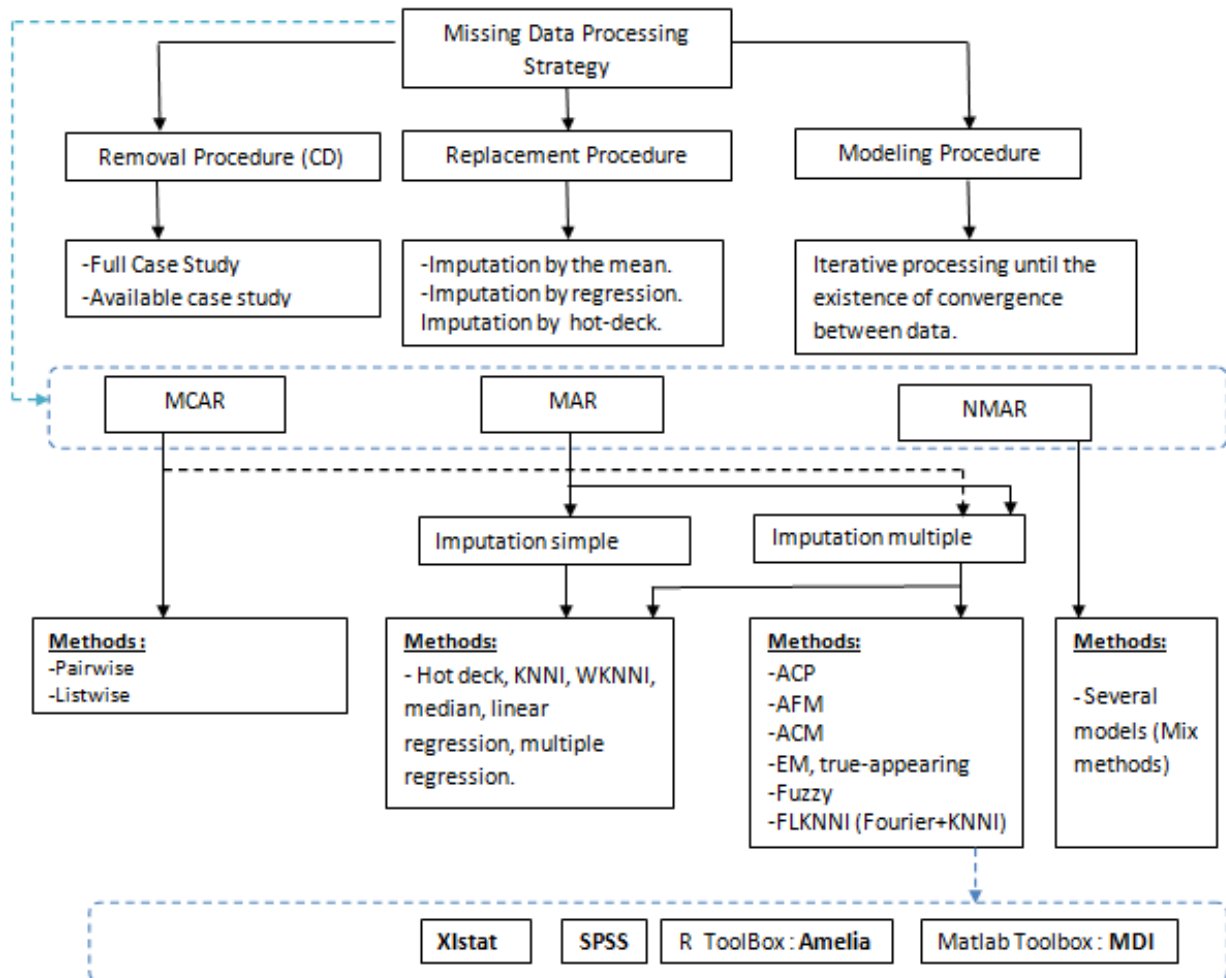 Missing Data Processing
Strategy
Removal Procedure (CD)
Replacement Procedure
Modeling Procedure
-Full Case Study
-Available case study
-Imputation by the mean.
-Imputation by regression.
Imputation by hot-deck.
Iterative processing until the
existence of convergence
between data.
MCAR
MAR
NMAR
Imputation simple
Imputation multiple
Methods :
-Pairwise
-Listwise
Methods:
- Hot deck, KNNI, WKNNI,
median, linear
regression, multiple
regression.
Methods:
-ACP
-AFM
-ACM
-EM, true-appearing
-Fuzzy
-FLKNNI (Fourier+KNNI)
Methods:
- Several
models (Mix
methods)
Xlstat
SPSS
R ToolBox : Amelia
Matlab Toolbox : MDI